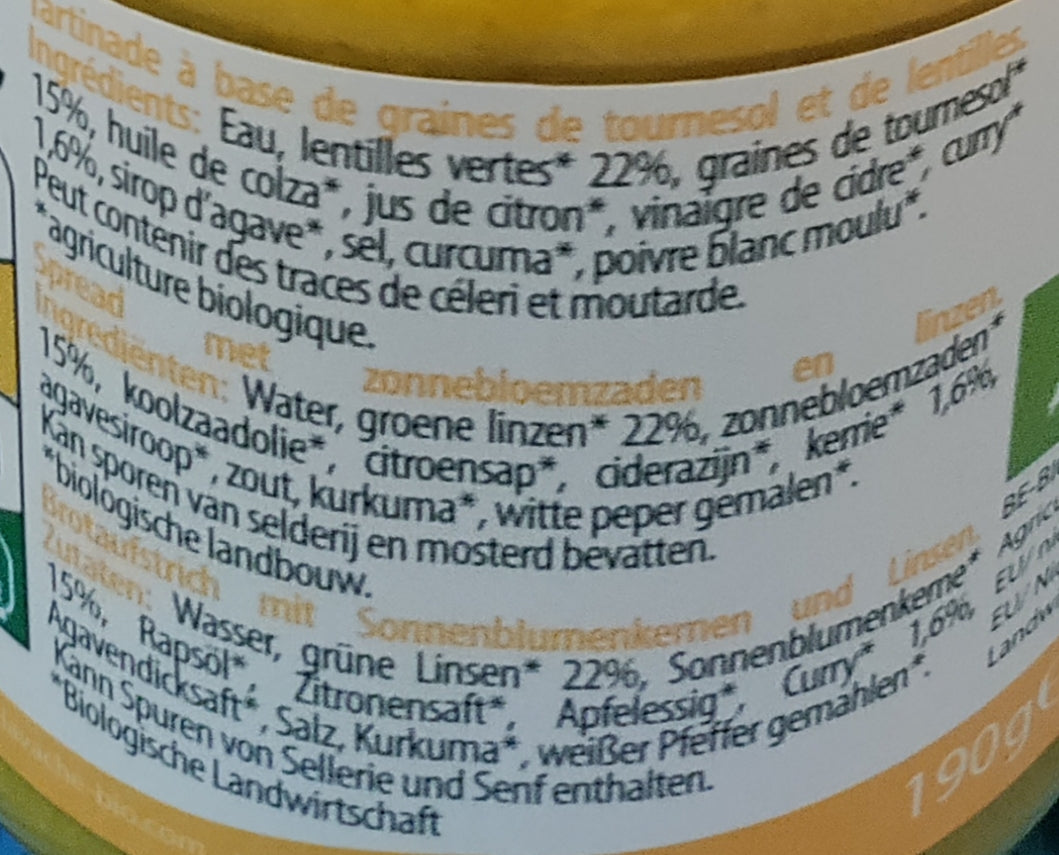 Tartinade à base de graines de tournesol et de lentilles
Ingrédients: Eau, lentilles vertes* 22%, graines de tournesol*
15%, huile de colza*, jus de citron*, vinaigre de cidre*, curry*
1,6%, sirop d'agave*, sel, curcuma*, poivre blanc moulu*.
Peut contenir des traces de céleri et moutarde.
*agriculture biologique.
Spread met zonnebloemzaden en linzen.
Ingrediënten: Water, groene linzen* 22%, zonnebloemzaden*
15%, koolzaadolie*, citroensap*, ciderazijn*, kerrie* 1,6%,
agavesiroop*, zout, kurkuma*, witte peper gemalen*.
Kan sporen van selderij en mosterd bevatten.
*biologische landbouw.
Brotaufstrich mit Sonnenblumenkernen und Linsen.
Zutaten: Wasser, grüne Linsen* 22%, Sonnenblumenkerne*
15%, Rapsöl*, Zitronensaft*, Apfelessig*, Curry* 1,6%,
Agavendicksaft*, Salz, Kurkuma*, weißer Pfeffer gemahlen*.
Kann Spuren von Sellerie und Senf enthalten.
*Biologische Landwirtschaft
BE-B
Agric
EU/
EU/ Ni
Landw
190g